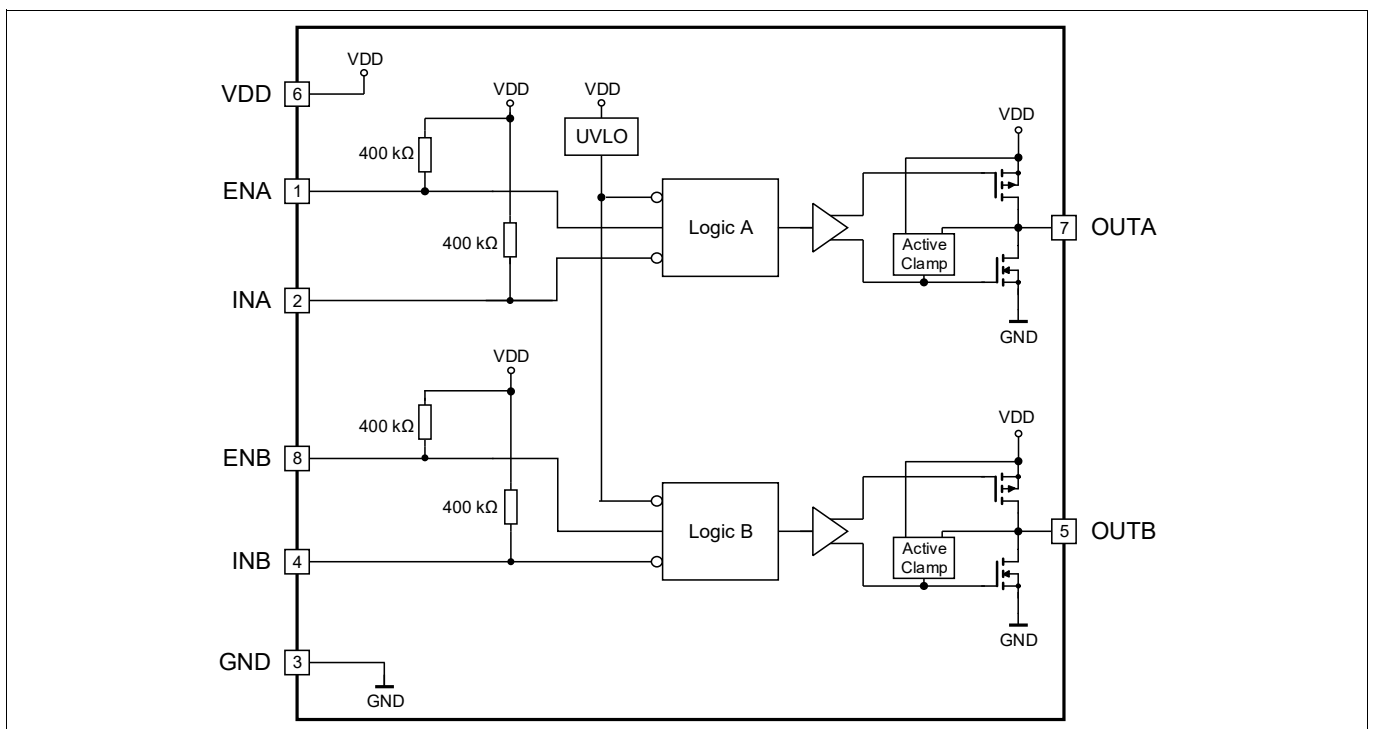 VDD
VDD 6
VDD
VDD
VDD
UVLO
400 kΩ
ENA 1
400 kΩ
Logic A
Active
Clamp
7 OUTA
INA 2
GND
VDD
400 kΩ
VDD
ENB 8
400 kΩ
Logic B
Active
Clamp
5 OUTB
INB 4
GND
GND 3
GND